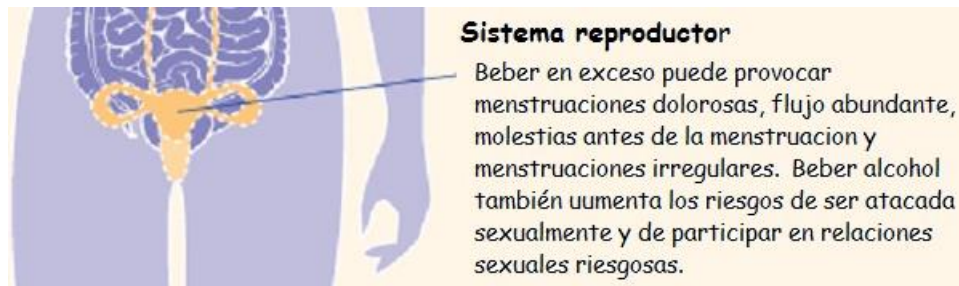 Sistema reproductor
Beber en exceso puede provocar
menstruaciones dolorosas, flujo abundante,
molestias antes de la menstruacion y
menstruaciones irregulares. Beber alcohol
también uumenta los riesgos de ser atacada
sexualmente y de participar en relaciones
sexuales riesgosas.